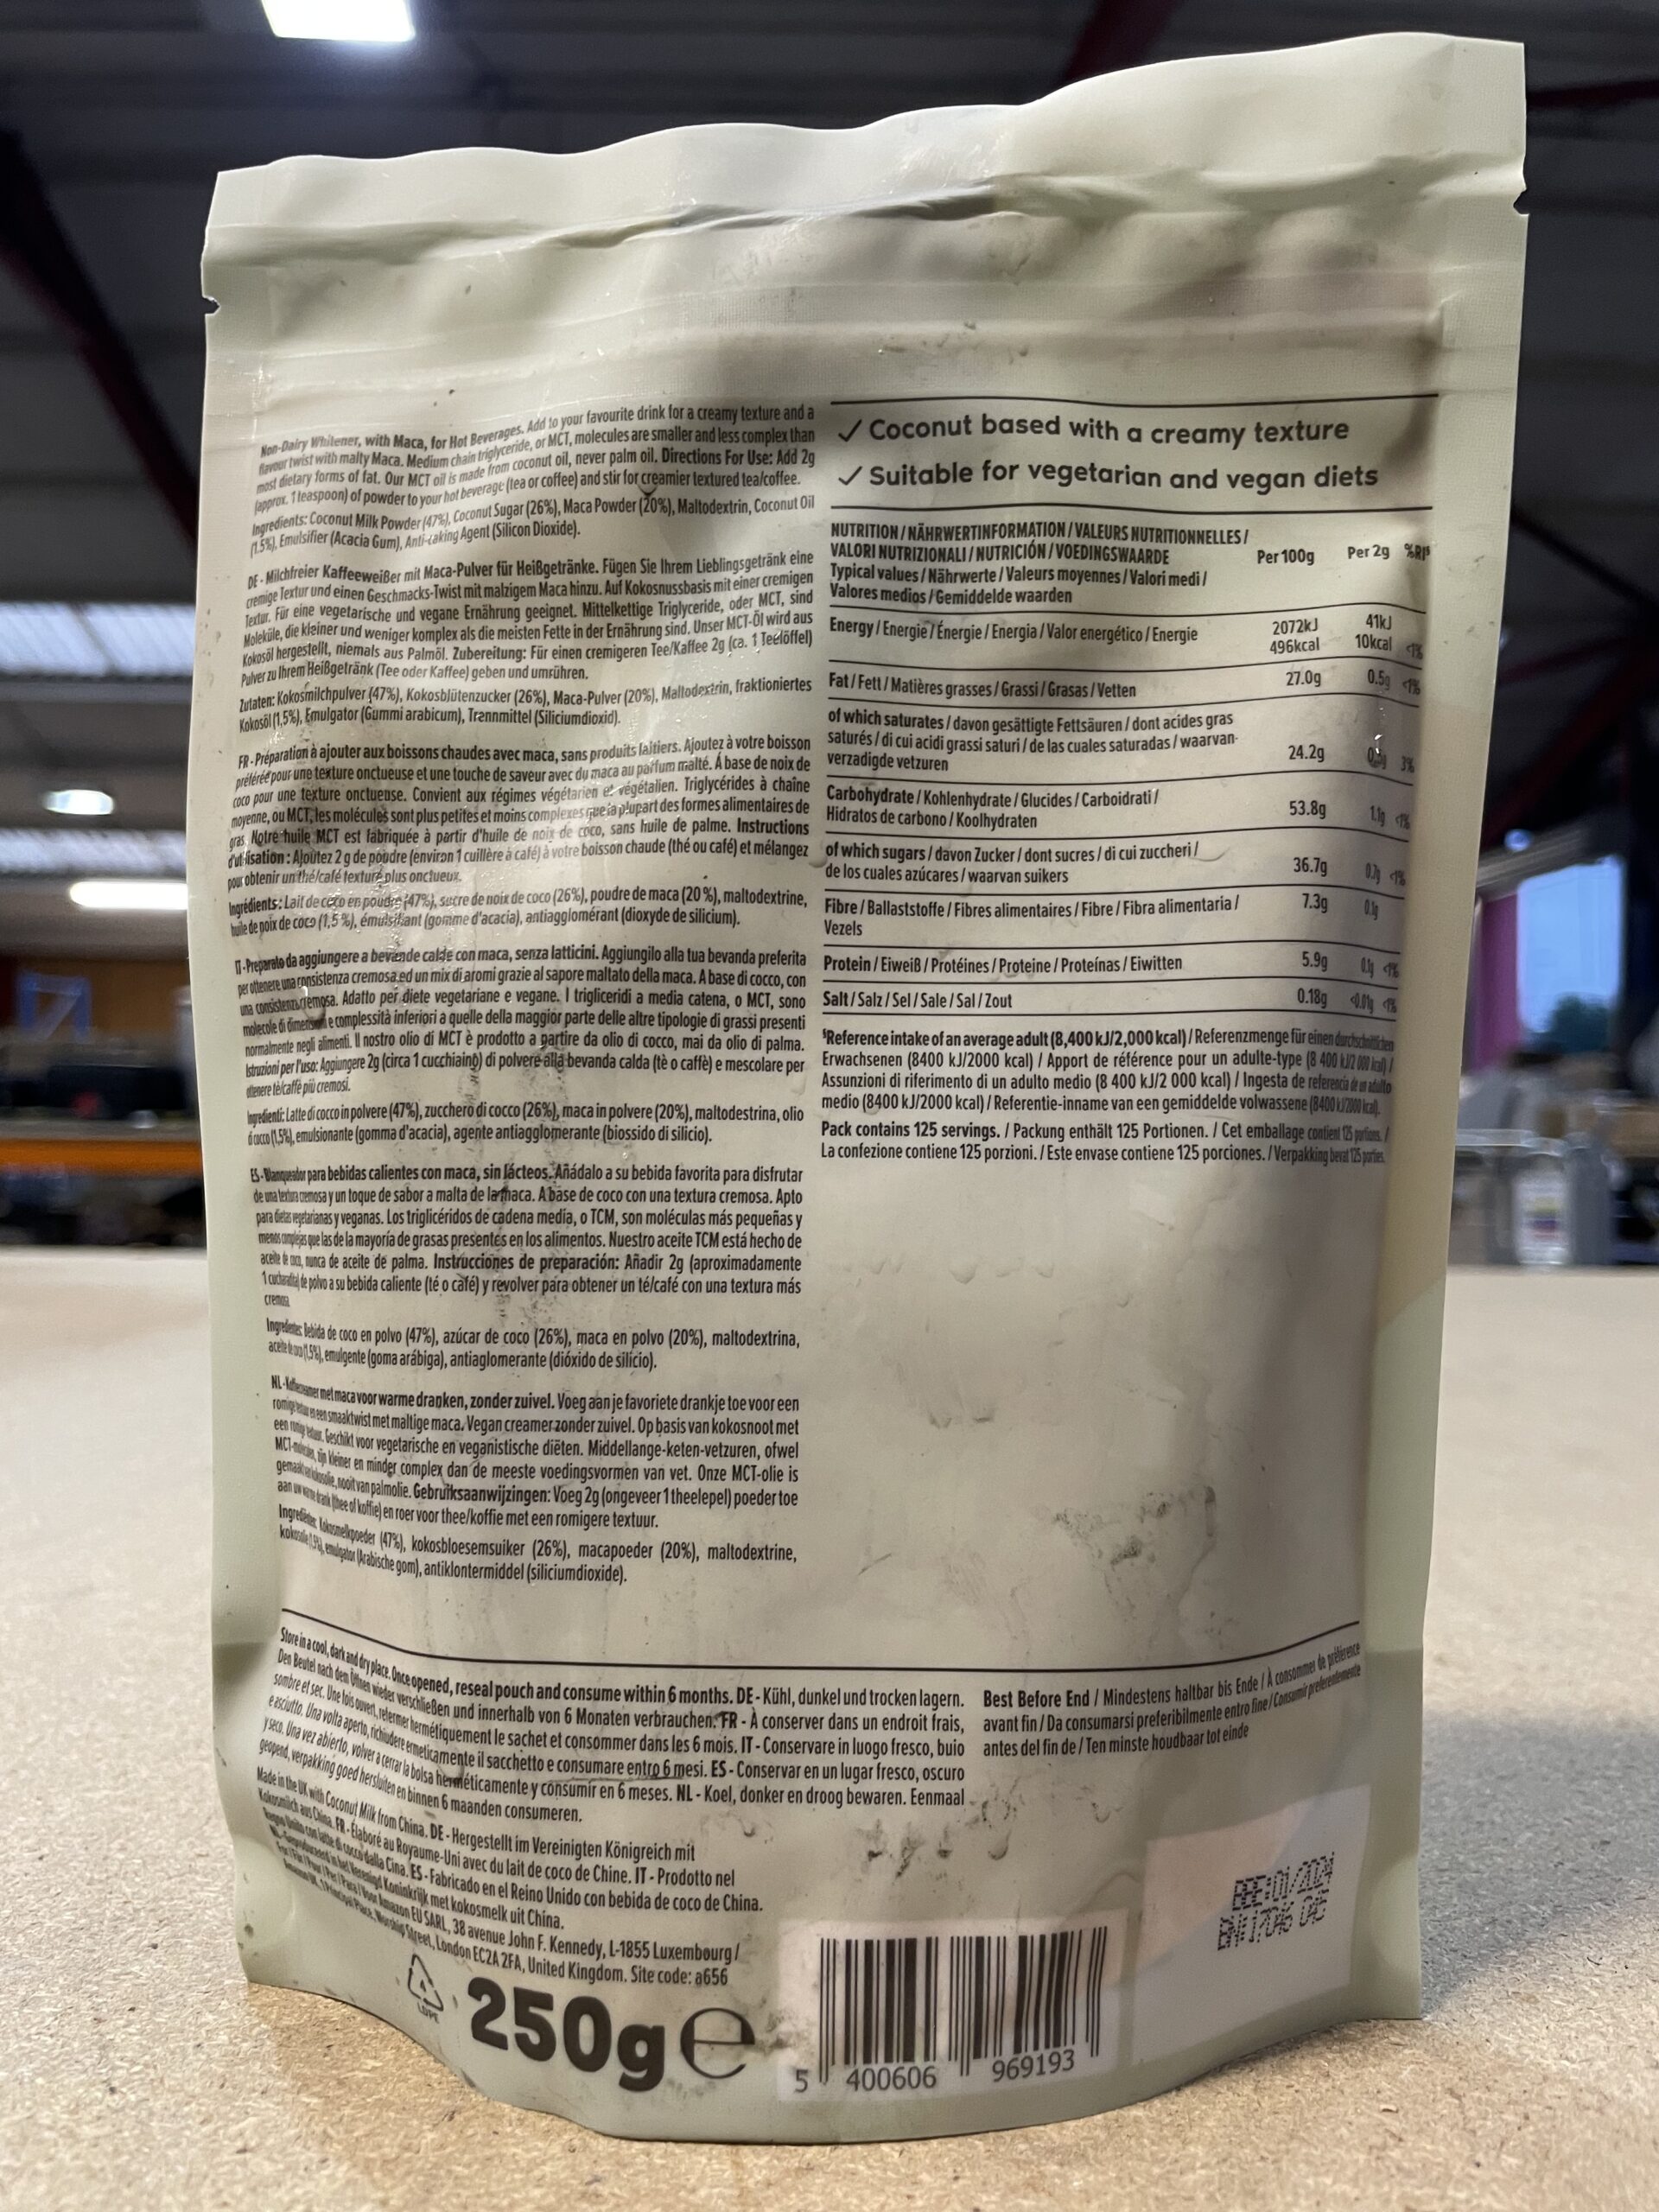 Non-Dairy Whitener, with Maca, for Hot Beverages. Add to your favourite drink for a creamy texture and a
flavour twist with malty Maca. Medium chain triglyceride, or MCT, molecules are smaller and less complex than
most dietary forms of fat. Our MCT oil is made from coconut oil, never palm oil. Directions For Use: Add 2g
(approx. 1 teaspoon) of powder to your hot beverage (tea or coffee) and stir for creamier textured tea/coffee.
Ingredients: Coconut Milk Powder (47%), Coconut Sugar (26%), Maca Powder (20%), Maltodextrin, Coconut Oil
(1.5%), Emulsifier (Acacia Gum), Anti-caking Agent (Silicon Dioxide).
DE - Milchfreier Kaffeeweißer mit Maca-Pulver für Heißgetränke. Fügen Sie Ihrem Lieblingsgetränk eine
cremige Textur und einen Geschmacks-Twist mit malzigem Maca hinzu. Auf Kokosnussbasis mit einer cremigen
Textur. Für eine vegetarische und vegane Ernährung geeignet. Mittelkettige Triglyceride, oder MCT, sind
Moleküle, die kleiner und weniger komplex als die meisten Fette in der Ernährung sind. Unser MCT-Öl wird aus
Kokosöl hergestellt, niemals aus Palmöl. Zubereitung: Für einen cremigeren Tee/Kaffee 2g (ca. 1 Teelöffel)
Pulver zu Ihrem Heißgetränk (Tee oder Kaffee) geben und umrühren.
Zutaten: Kokosmilchpulver (47%), Kokosblütenzucker (26%), Maca-Pulver (20%), Maltodextrin, fraktioniertes
Kokosöl (1,5%), Emulgator (Gummi arabicum), Trennmittel (Siliciumdioxid).
FR - Préparation à ajouter aux boissons chaudes avec maca, sans produits laitiers. Ajoutez à votre boisson
préférée pour une texture onctueuse et une touche de saveur avec du maca au parfum malté. À base de noix de
coco pour une texture onctueuse. Convient aux régimes végétarien et végétalien. Triglycérides à chaîne
moyenne, ou MCT, les molécules sont plus petites et moins complexes que la plupart des formes alimentaires de
gras. Notre huile MCT est fabriquée à partir d'huile de noix de coco, sans huile de palme. Instructions
d'utilisation : Ajoutez 2 g de poudre (environ 1 cuillère à café) à votre boisson chaude (thé ou café) et mélangez
pour obtenir un thé/café texturé plus onctueux.
Ingrédients : Lait de coco en poudre (47%), sucre de noix de coco (26%), poudre de maca (20 %), maltodextrine,
huile de noix de coco (1,5 %), émulsifiant (gomme d'acacia), antiagglomérant (dioxyde de silicium).
IT - Preparato da aggiungere a bevande calde con maca, senza latticini. Aggiungilo alla tua bevanda preferita
per ottenere una consistenza cremosa ed un mix di aromi grazie al sapore maltato della maca. A base di cocco, con
una consistenza cremosa. Adatto per diete vegetariane e vegane. I trigliceridi a media catena, o MCT, sono
molecole di dimensioni e complessità inferiori a quelle della maggior parte delle altre tipologie di grassi presenti
normalmente negli alimenti. Il nostro olio di MCT è prodotto a partire da olio di cocco, mai da olio di palma.
Istruzioni per l'uso: Aggiungere 2g (circa 1 cucchiaino) di polvere alla bevanda calda (tè o caffè) e mescolare per
ottenere tè/caffè più cremosi.
Ingredienti: Latte di cocco in polvere (47%), zucchero di cocco (26%), maca in polvere (20%), maltodestrina, olio
di cocco (1,5%), emulsionante (gomma d'acacia), agente antiagglomerante (biossido di silicio).
ES - Blanqueador para bebidas calientes con maca, sin lácteos. Añádalo a su bebida favorita para disfrutar
de una textura cremosa y un toque de sabor a malta de la maca. A base de coco con una textura cremosa. Apto
para dietas vegetarianas y veganas. Los triglicéridos de cadena media, o TCM, son moléculas más pequeñas y
menos complejas que las de la mayoría de grasas presentes en los alimentos. Nuestro aceite TCM está hecho de
aceite de coco, nunca de aceite de palma. Instrucciones de preparación: Añadir 2g (aproximadamente
1 cucharadita) de polvo a su bebida caliente (té o café) y revolver para obtener un té/café con una textura más
cremosa.
Ingredientes: Bebida de coco en polvo (47%), azúcar de coco (26%), maca en polvo (20%), maltodextrina,
aceite de coco (1,5%), emulgente (goma arábiga), antiaglomerante (dióxido de silicio).
NL - Koffiecreamer met maca voor warme dranken, zonder zuivel. Voeg aan je favoriete drankje toe voor een
romige textuur en een smaaktwist met maltige maca. Vegan creamer zonder zuivel. Op basis van kokosnoot met
een romige textuur. Geschikt voor vegetarische en veganistische diëten. Middellange-keten-vetzuren, ofwel
MCT-moleculen, zijn kleiner en minder complex dan de meeste voedingsvormen van vet. Onze MCT-olie is
gemaakt van kokosolie, nooit van palmolie. Gebruiksaanwijzingen: Voeg 2g (ongeveer 1 theelepel) poeder toe
aan uw warme drank (thee of koffie) en roer voor thee/koffie met een romigere textuur.
Ingrediënten: Kokosmelkpoeder (47%), kokosbloesemsuiker (26%), macapoeder (20%), maltodextrine,
kokosolie (1,5%), emulgator (Arabische gom), antiklontermiddel (siliciumdioxide).
✓ Coconut based with a creamy texture
✓ Suitable for vegetarian and vegan diets
NUTRITION / NÄHRWERTINFORMATION / VALEURS NUTRITIONNELLES /
VALORI NUTRIZIONALI / NUTRICIÓN / VOEDINGSWAARDE Per 100g Per 2g %RI§
Typical values / Nährwerte / Valeurs moyennes / Valori medi /
Valores medios / Gemiddelde waarden
Energy / Energie / Énergie / Energia / Valor energético / Energie 2072kJ 41kJ
496kcal 10kcal <1%
Fat / Fett / Matières grasses / Grassi / Grasas / Vetten 27.0g 0.5g <1%
of which saturates / davon gesättigte Fettsäuren / dont acides gras
saturés / di cui acidi grassi saturi / de las cuales saturadas / waarvan
verzadigde vetzuren 24.2g 3%
Carbohydrate / Kohlenhydrate / Glucides / Carboidrati /
Hidratos de carbono / Koolhydraten 53.8g 1.1g <1%
of which sugars / davon Zucker / dont sucres / di cui zuccheri /
de los cuales azúcares / waarvan suikers 36.7g 0.7g <1%
Fibre / Ballaststoffe / Fibres alimentaires / Fibre / Fibra alimentaria / 7.3g 0.1g
Vezels
Protein / Eiweiß / Protéines / Proteine / Proteínas / Eiwitten 5.9g 0.1g <1%
Salt / Salz / Sel / Sale / Sal / Zout 0.18g <0.01g <1%
§Reference intake of an average adult (8,400 kJ/2,000 kcal) / Referenzmenge für einen durchschnittlichen
Erwachsenen (8400 kJ/2000 kcal) / Apport de référence pour un adulte-type (8 400 kJ/2 000 kcal) /
Assunzioni di riferimento di un adulto medio (8 400 kJ/2 000 kcal) / Ingesta de referencia de un adulto
medio (8400 kJ/2000 kcal) / Referentie-inname van een gemiddelde volwassene (8400 kJ/2000 kcal).
Pack contains 125 servings. / Packung enthält 125 Portionen. / Cet emballage contient 125 portions. /
La confezione contiene 125 porzioni. / Este envase contiene 125 porciones. / Verpakking bevat 125 porties.
Store in a cool, dark and dry place. Once opened, reseal pouch and consume within 6 months. DE - Kühl, dunkel und trocken lagern.
Den Beutel nach dem Öffnen wieder verschließen und innerhalb von 6 Monaten verbrauchen. FR - À conserver dans un endroit frais,
sombre et sec. Une fois ouvert, refermer hermétiquement le sachet et consommer dans les 6 mois. IT - Conservare in luogo fresco, buio
e asciutto. Una volta aperto, richiudere ermeticamente il sacchetto e consumare entro 6 mesi. ES - Conservar en un lugar fresco, oscuro
y seco. Una vez abierto, volver a cerrar la bolsa herméticamente y consumir en 6 meses. NL - Koel, donker en droog bewaren. Eenmaal
geopend, verpakking goed hersluiten en binnen 6 maanden consumeren.
Best Before End / Mindestens haltbar bis Ende / À consommer de préférence
avant fin / Da consumarsi preferibilmente entro fine / Consumir preferentemente
antes del fin de / Ten minste houdbaar tot einde
Made in the UK with Coconut Milk from China. DE - Hergestellt im Vereinigten Königreich mit
Kokosmilch aus China. FR - Élaboré au Royaume-Uni avec du lait de coco de Chine. IT - Prodotto nel
Regno Unito con latte di cocco dalla Cina. ES - Fabricado en el Reino Unido con bebida de coco de China.
NL - Geproduceerd in het Verenigd Koninkrijk met kokosmelk uit China.
For / Für / Pour / Per / Para / Voor Amazon EU SARL, 38 avenue John F. Kennedy, L-1855 Luxembourg /
Amazon UK, 1 Principal Place, Worship Street, London EC2A 2FA, United Kingdom. Site code: a656
LDPE
250g e
5 400606 969193
BBE:01/2024